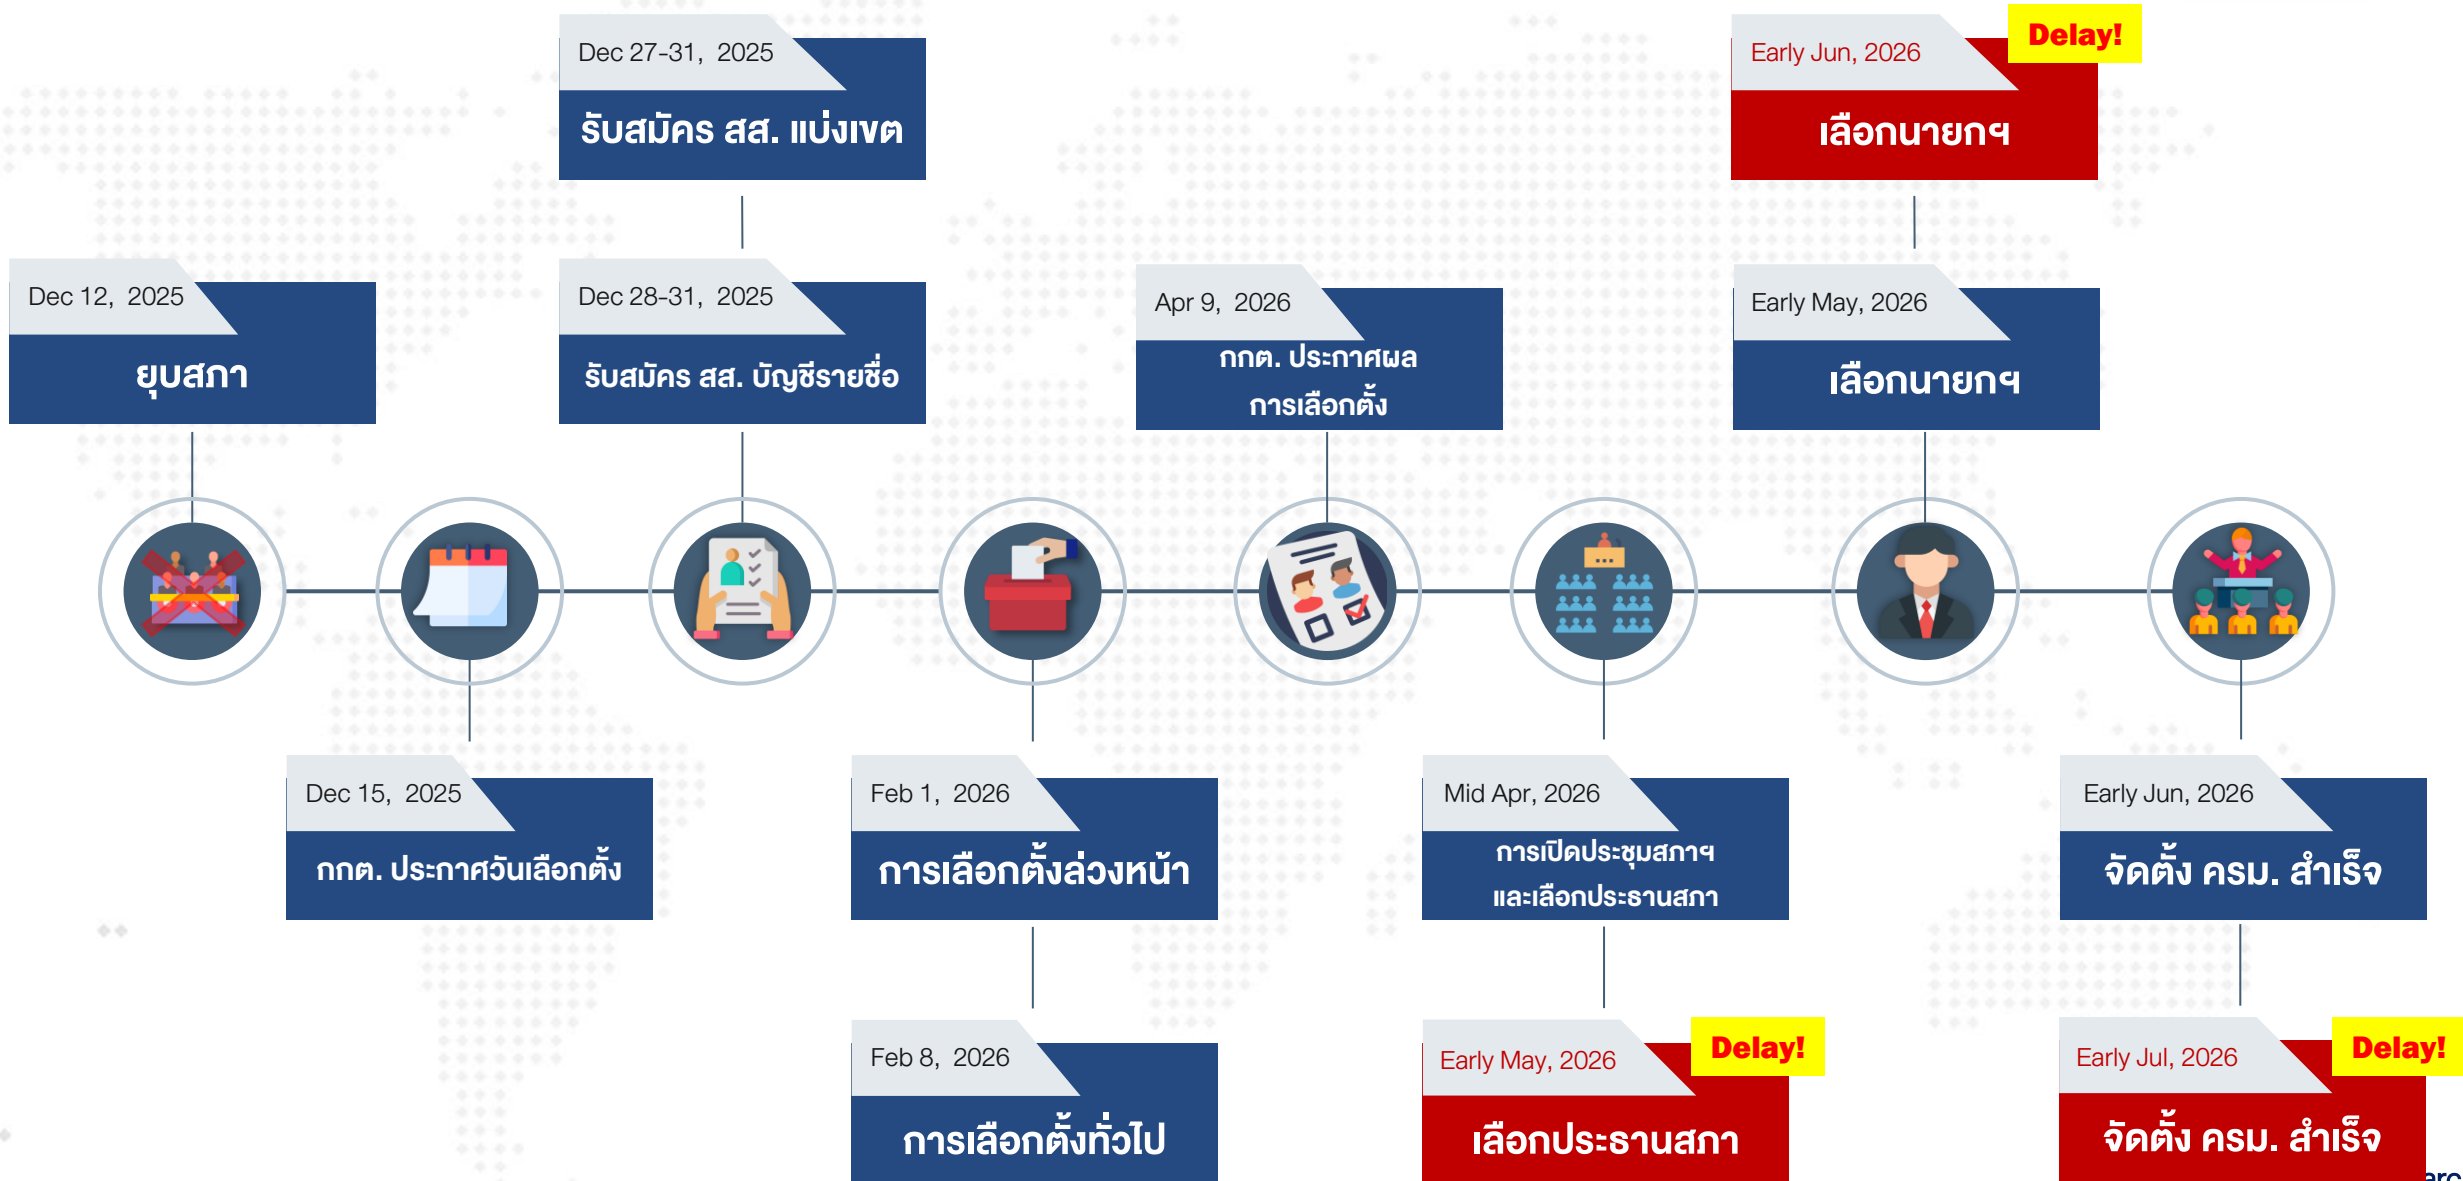 Dec 27-31, 2025
รับสมัคร สส. แบ่งเขต
Early Jun, 2026
Delay!
เลือกนายกฯ
Dec 12, 2025
ยุบสภา
Dec 28-31, 2025
รับสมัคร สส. บัญชีรายชื่อ
Apr 9, 2026
กกต. ประกาศผล
การเลือกตั้ง
Early May, 2026
เลือกนายกฯ
Dec 15, 2025
กกต. ประกาศวันเลือกตั้ง
Feb 1, 2026
การเลือกตั้งล่วงหน้า
Mid Apr, 2026
การเปิดประชุมสภาฯ
และเลือกประธานสภา
Early Jun, 2026
จัดตั้ง ครม. สำเร็จ
Feb 8, 2026
การเลือกตั้งทั่วไป
Early May, 2026
Delay!
เลือกประธานสภา
Early Jul, 2026
Delay!
จัดตั้ง ครม. สำเร็จ